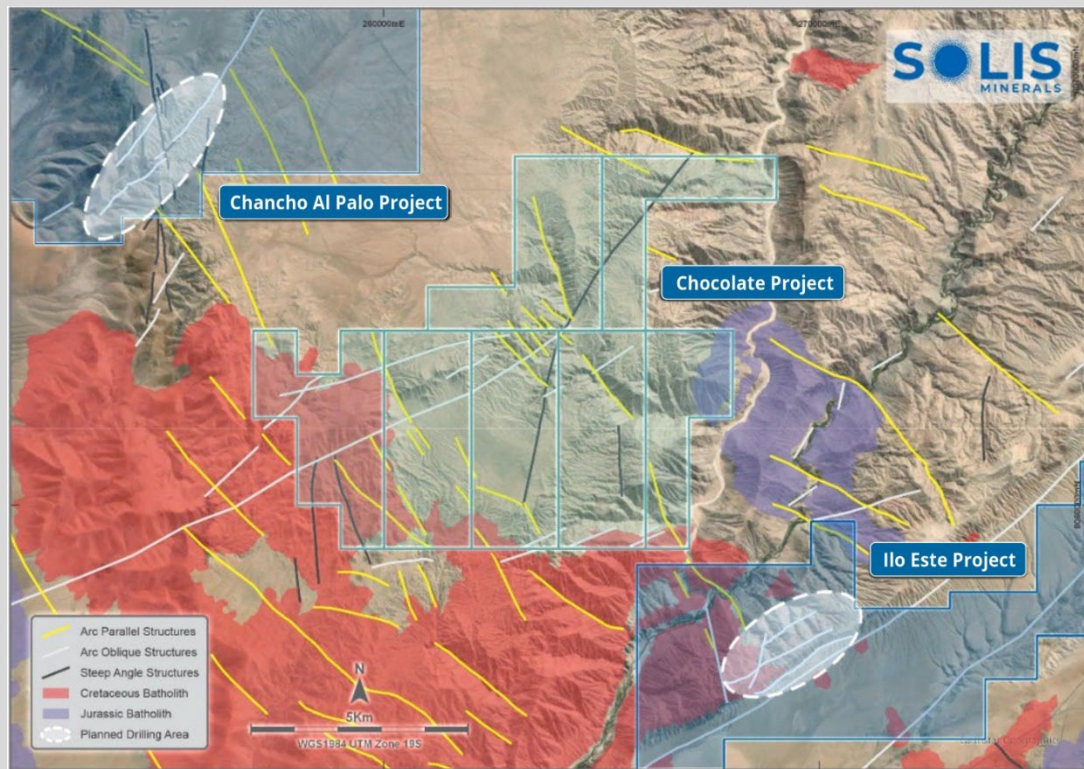 260000mE
270000mE
SOLIS
MINERALS
Chancho Al Palo Project
Chocolate Project
Ilo Este Project
Arc Parallel Structures
Arc Oblique Structures
Steep Angle Structures
Cretaceous Batholith
Jurassic Batholith
Planned Drilling Area
N
5Km
WGS1984 UTM Zone 19S